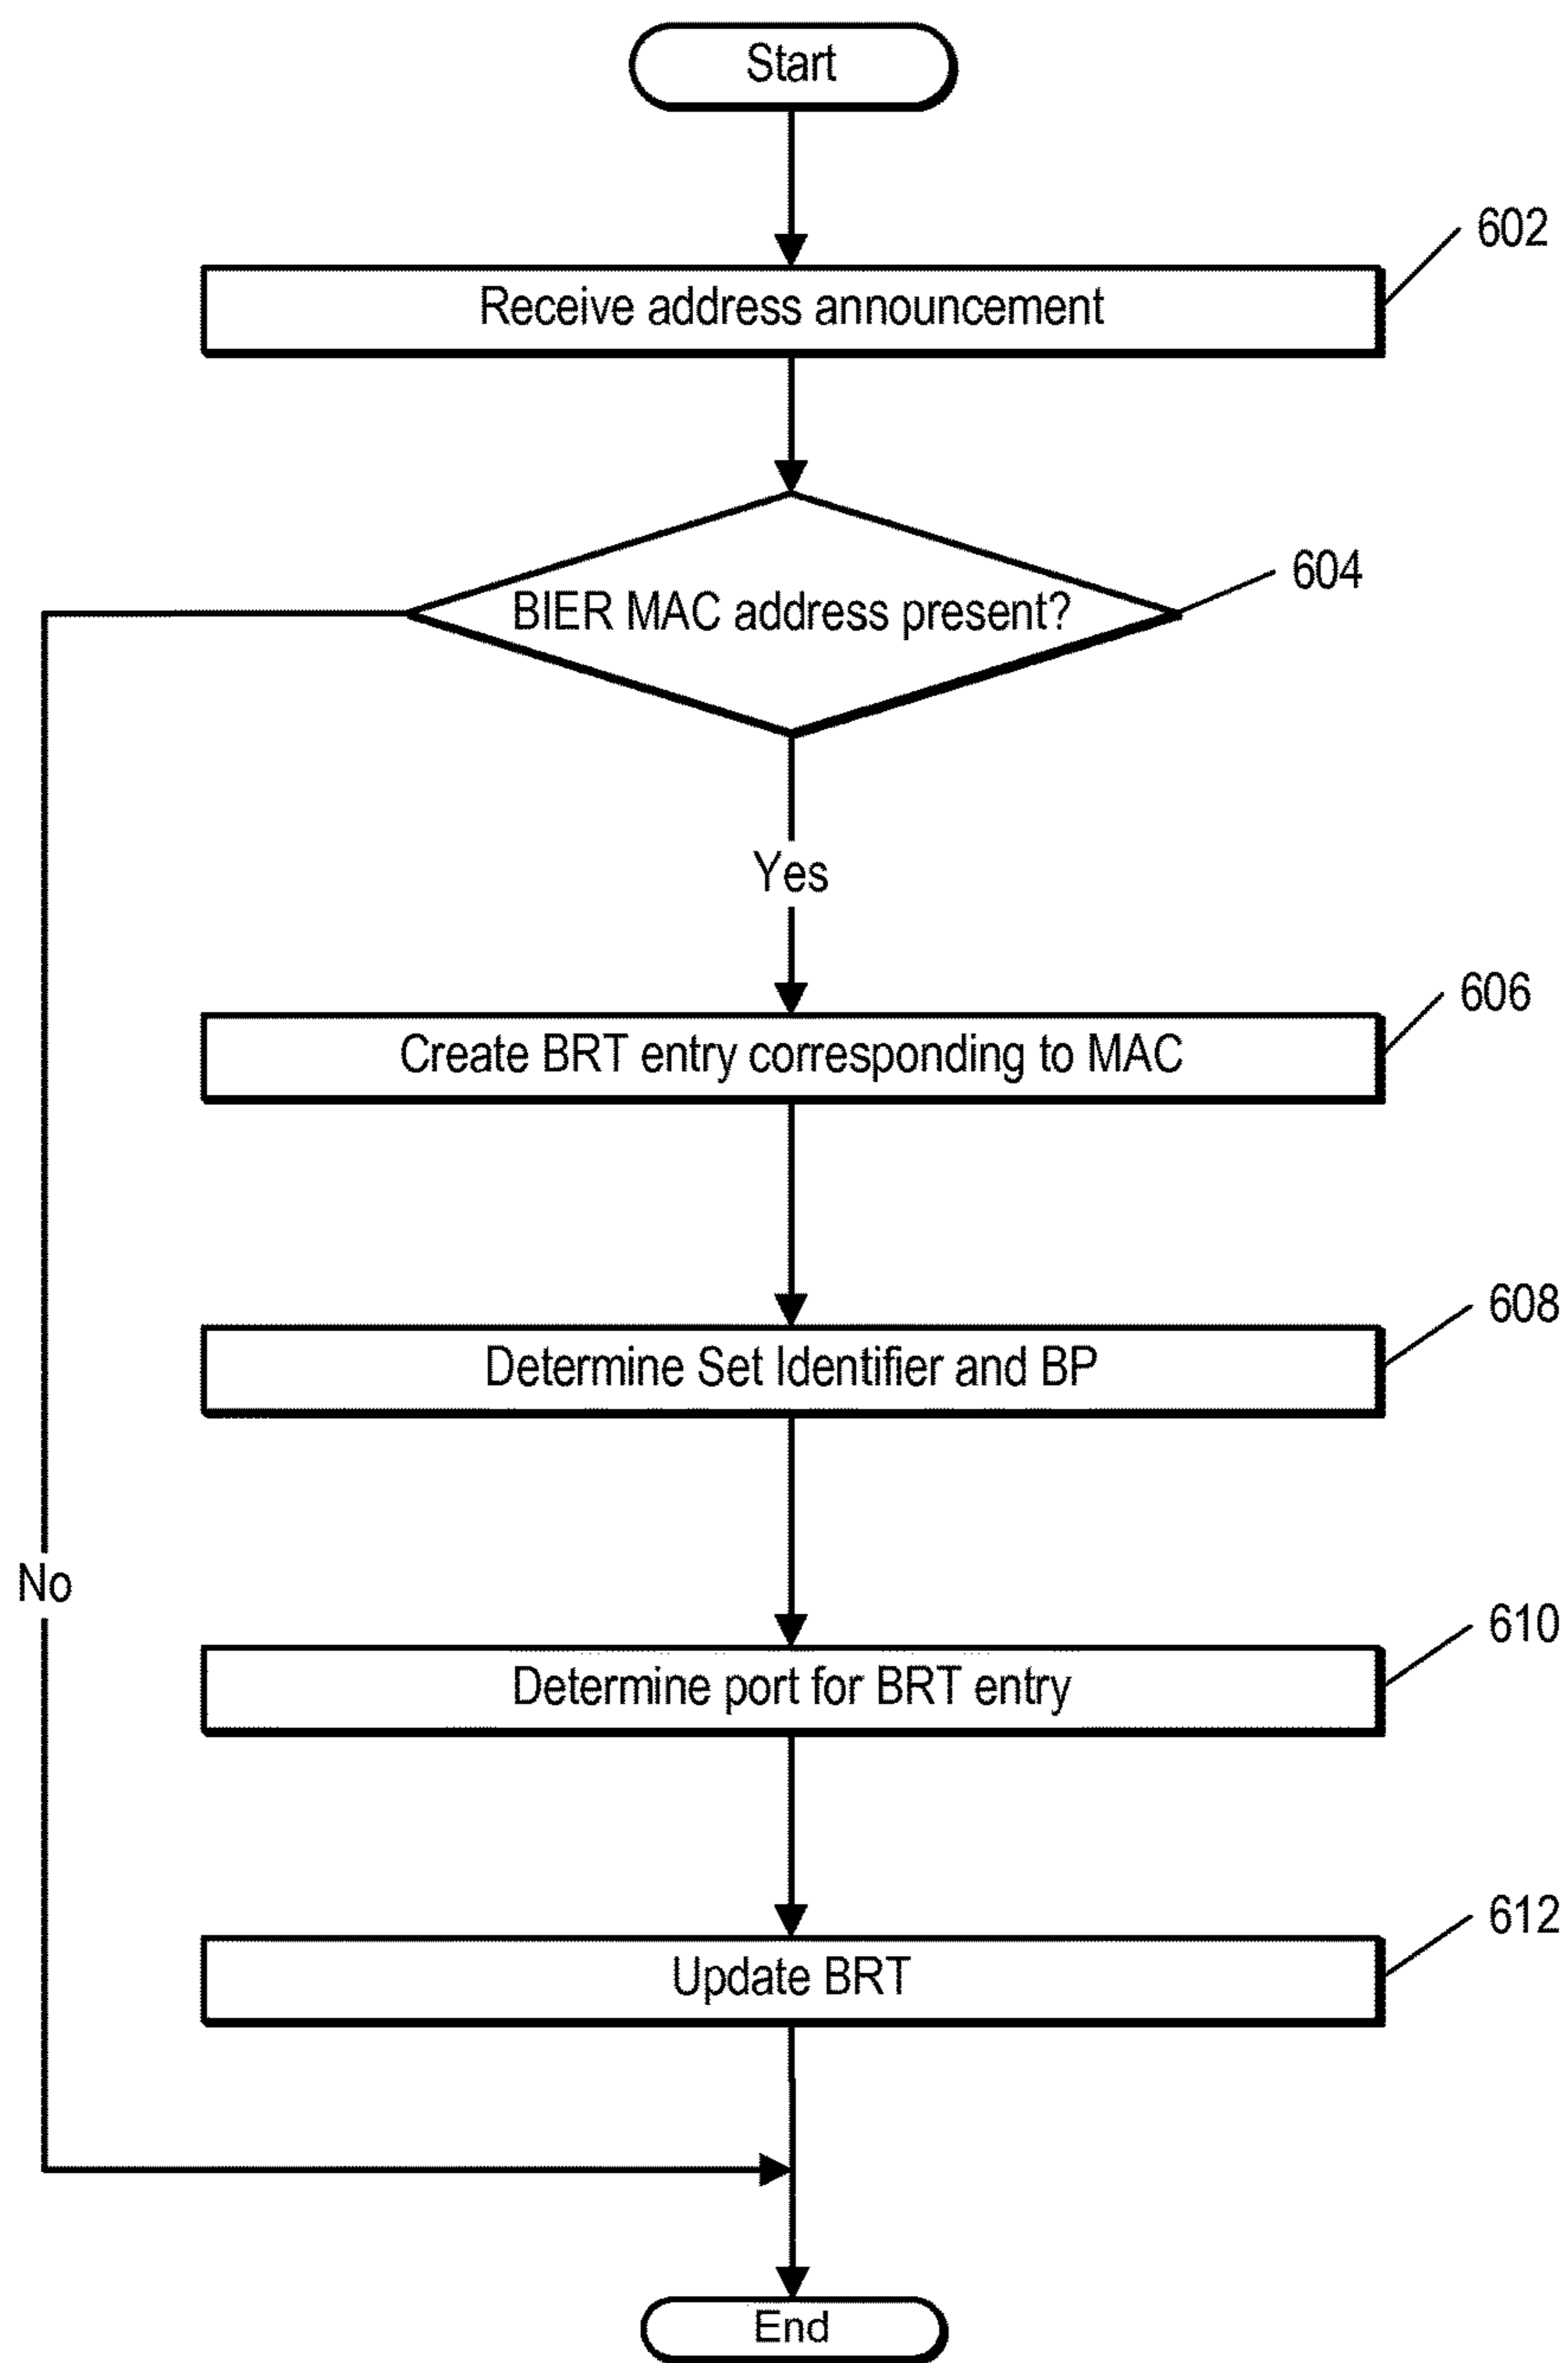 Start
602
Receive address announcement
604
BIER MAC address present?
Yes
606
Create BRT entry corresponding to MAC
608
Determine Set Identifier and BP
No
610
Determine port for BRT entry
612
Update BRT
End